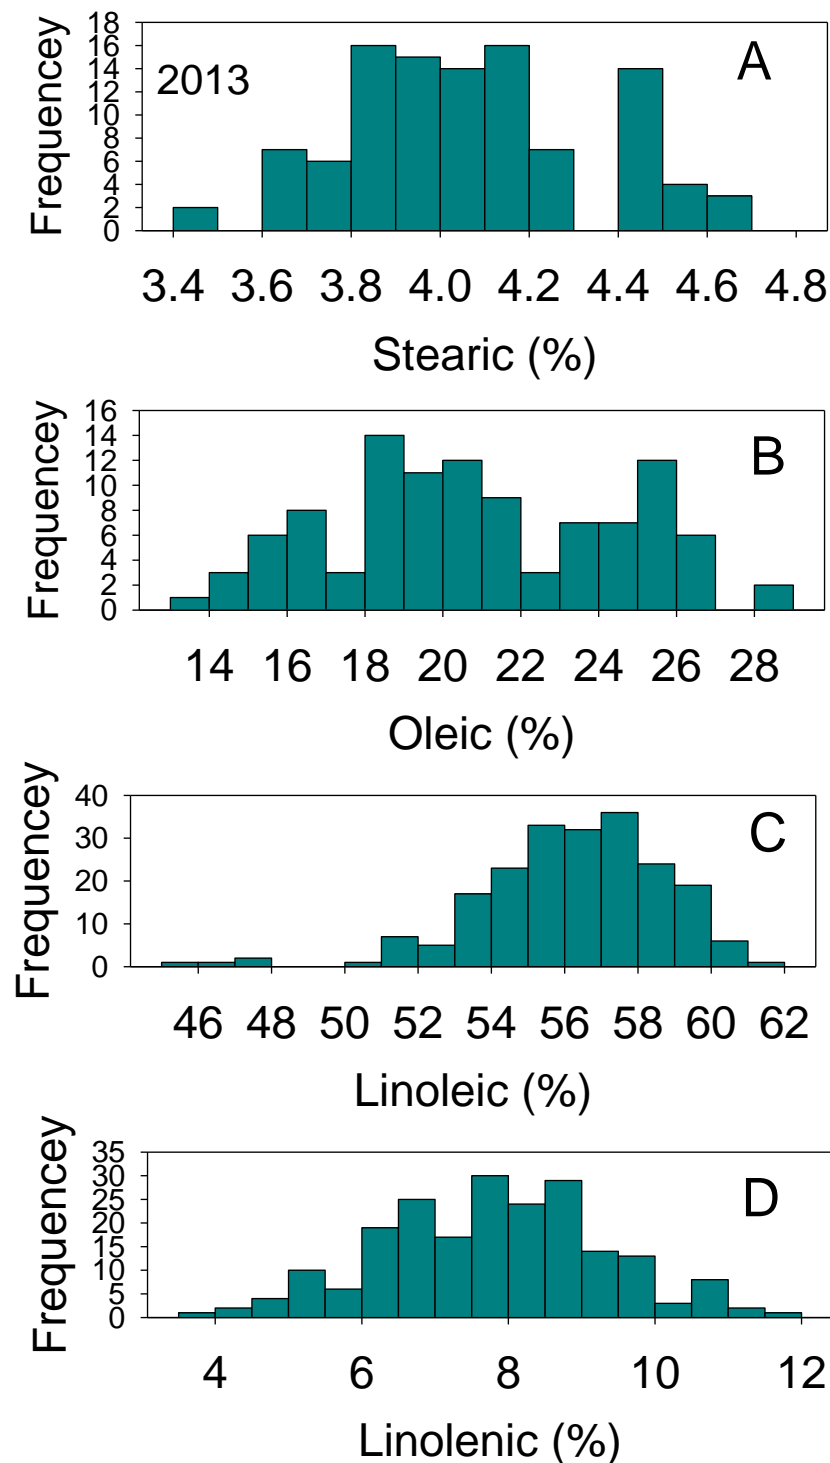 18
16
14
12
10
8
6
4
2
0
Frequencey
2013
A
3.4 3.6 3.8 4.0 4.2 4.4 4.6 4.8
Stearic (%)
16
14
12
10
8
6
4
2
0
Frequencey
B
14 16 18 20 22 24 26 28
Oleic (%)
40
30
20
10
0
Frequencey
C
46 48 50 52 54 56 58 60 62
Linoleic (%)
35
30
25
20
15
10
5
0
Frequencey
D
4 6 8 10 12
Linolenic (%)